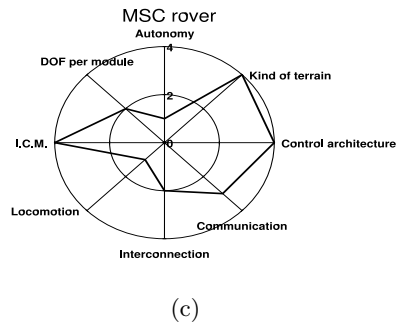 MSC rover
Autonomy
4
DOF per module
Kind of terrain
2
I.C.M.
0
Control architecture
Locomotion
Communication
Interconnection
(c)